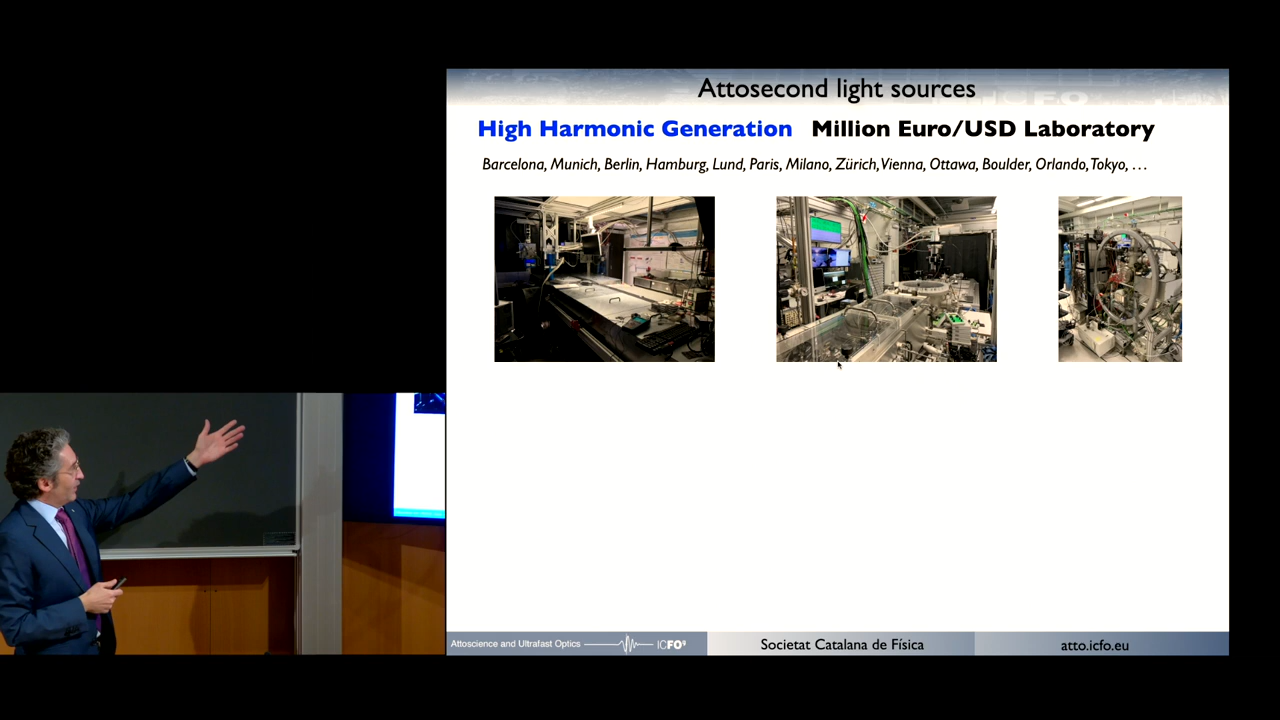 Attosecond light sources
High Harmonic Generation Million Euro/USD Laboratory
Barcelona, Munich, Berlin, Hamburg, Lund, Paris, Milano, Zürich, Vienna, Ottawa, Boulder, Orlando, Tokyo, …
Attoscience and Ultrafast Optics ICFO
Societat Catalana de Física
atto.icfo.eu